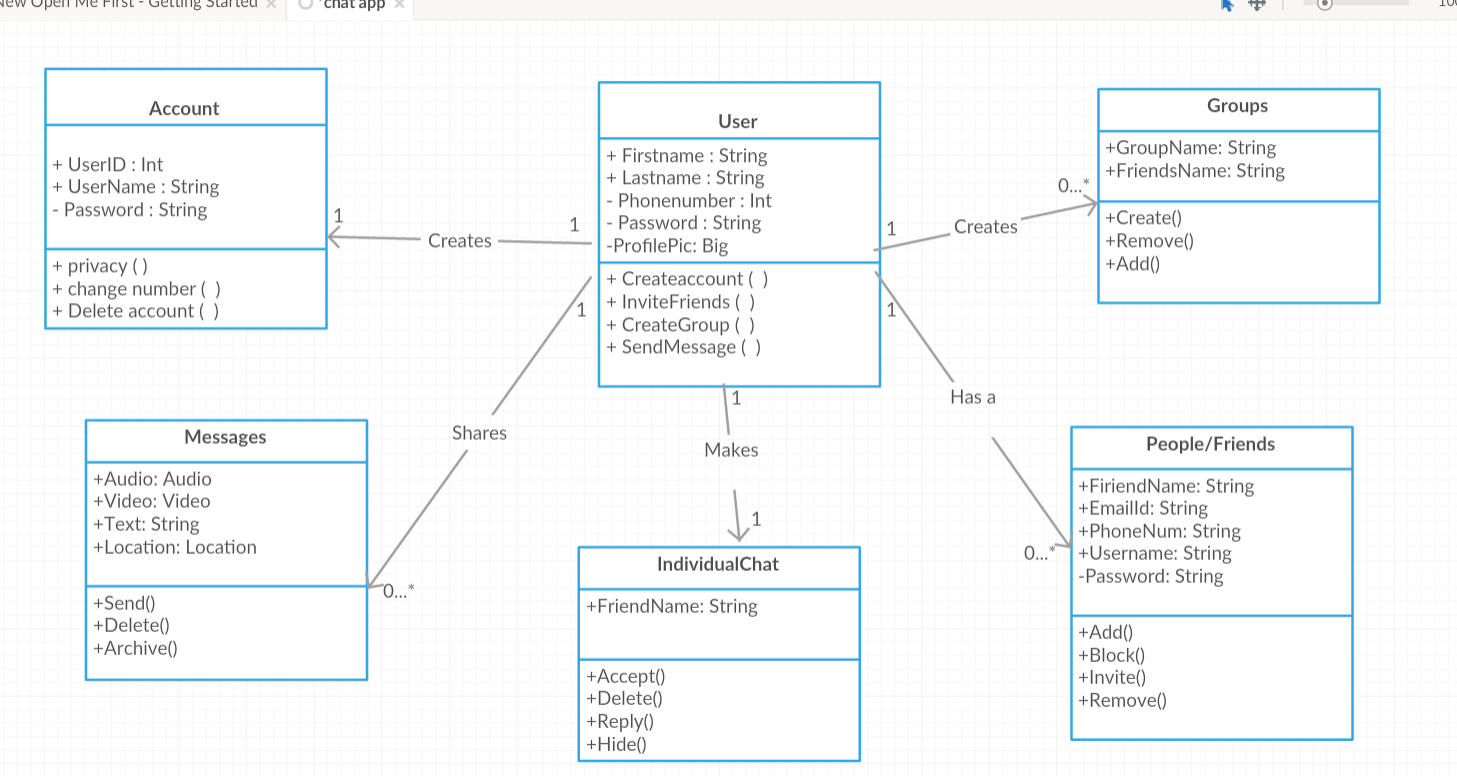 New Open Me First - Getting Started ×
*chat app ×
Account
+ UserID : Int
+ UserName : String
- Password : String
+ privacy ( )
+ change number (  )
+ Delete account (  )
User
+ Firstname : String
+ Lastname : String
- Phonenumber : Int
- Password : String
-ProfilePic: Big
+ Createaccount (  )
+ InviteFriends (  )
+ CreateGroup (  )
+ SendMessage (  )
Groups
+GroupName: String
+FriendsName: String
+Create()
+Remove()
+Add()
1
Creates
1
1
Creates
0...*
1
Shares
0...*
1
Makes
1
1
Has a
0...*
Messages
+Audio: Audio
+Video: Video
+Text: String
+Location: Location
+Send()
+Delete()
+Archive()
IndividualChat
+FriendName: String
+Accept()
+Delete()
+Reply()
+Hide()
People/Friends
+FiriendName: String
+EmailId: String
+PhoneNum: String
+Username: String
-Password: String
+Add()
+Block()
+Invite()
+Remove()